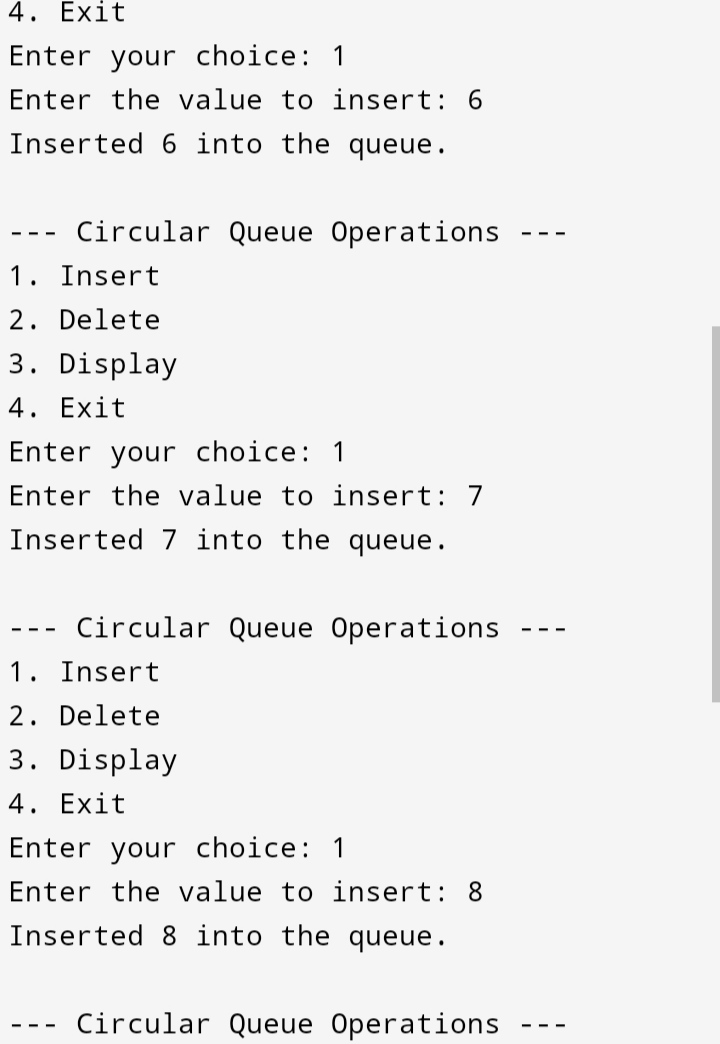 4. Exit
Enter your choice: 1
Enter the value to insert: 6
Inserted 6 into the queue.
--- Circular Queue Operations ---
1. Insert
2. Delete
3. Display
4. Exit
Enter your choice: 1
Enter the value to insert: 7
Inserted 7 into the queue.
--- Circular Queue Operations ---
1. Insert
2. Delete
3. Display
4. Exit
Enter your choice: 1
Enter the value to insert: 8
Inserted 8 into the queue.
--- Circular Queue Operations ---